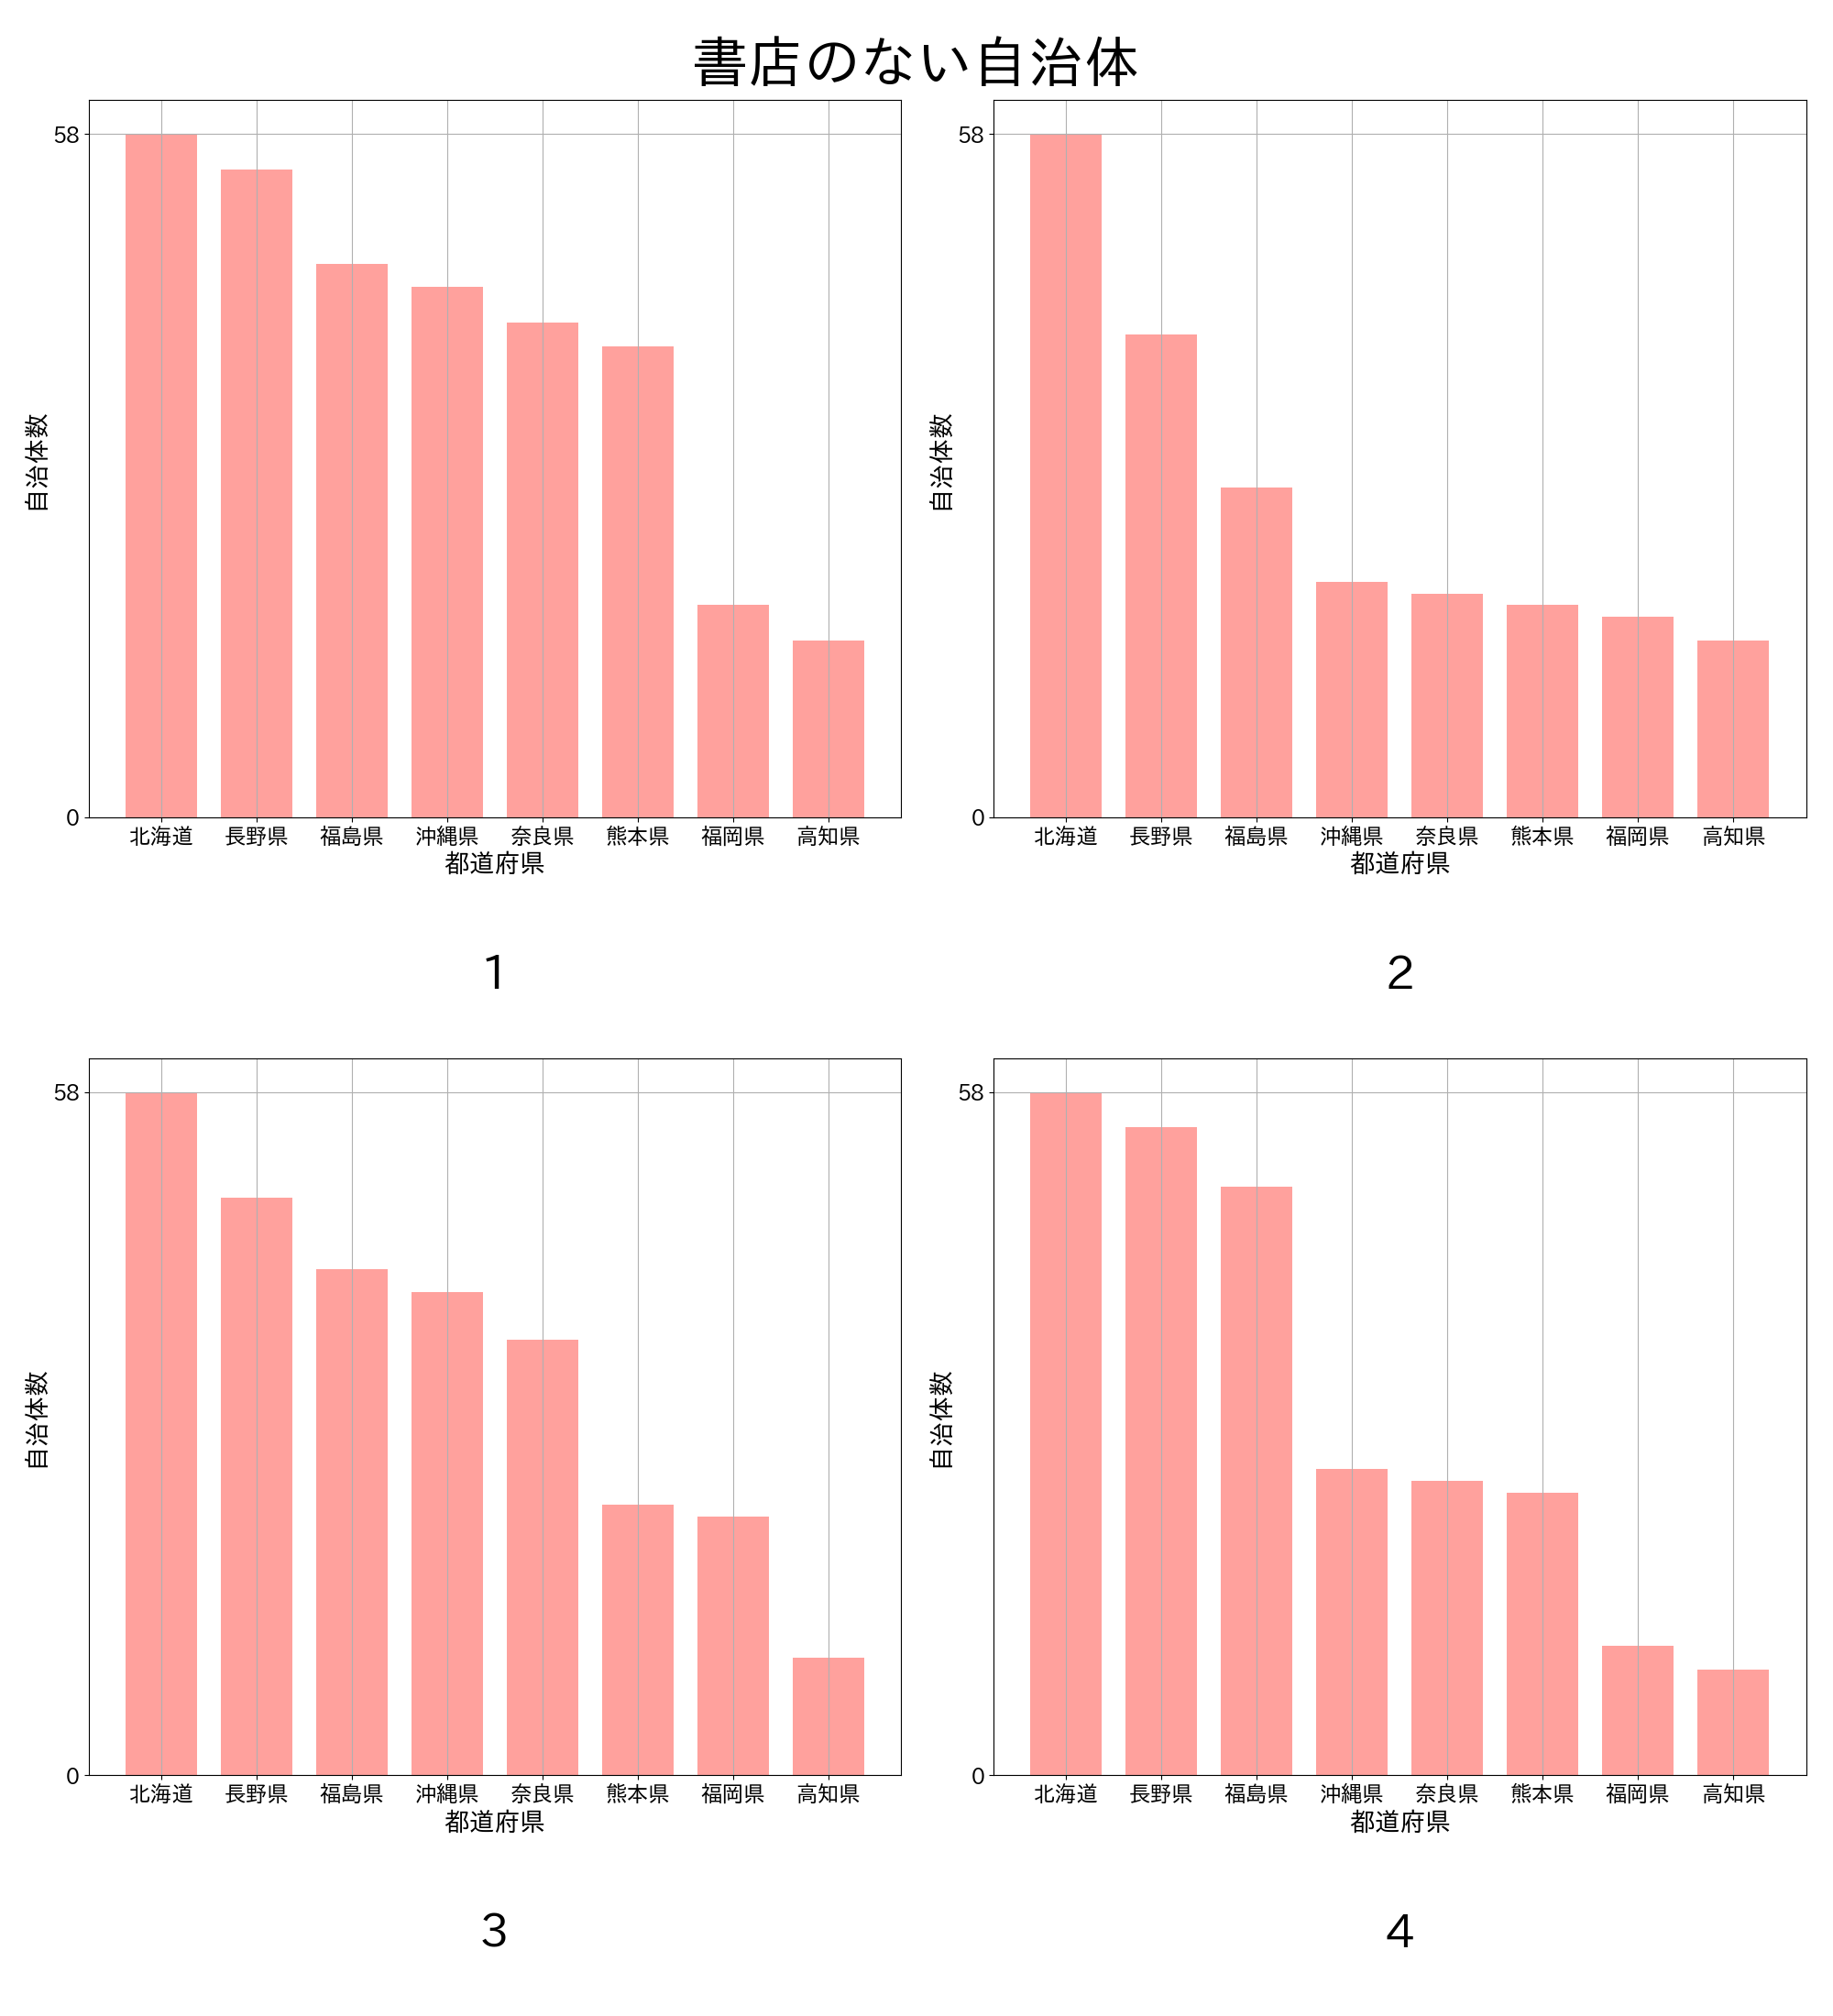 書店のない自治体
58
0
自治体数
北海道 長野県 福島県 沖縄県 奈良県 熊本県 福岡県 高知県
都道府県
1
58
0
自治体数
北海道 長野県 福島県 沖縄県 奈良県 熊本県 福岡県 高知県
都道府県
2
58
0
自治体数
北海道 長野県 福島県 沖縄県 奈良県 熊本県 福岡県 高知県
都道府県
3
58
0
自治体数
北海道 長野県 福島県 沖縄県 奈良県 熊本県 福岡県 高知県
都道府県
4